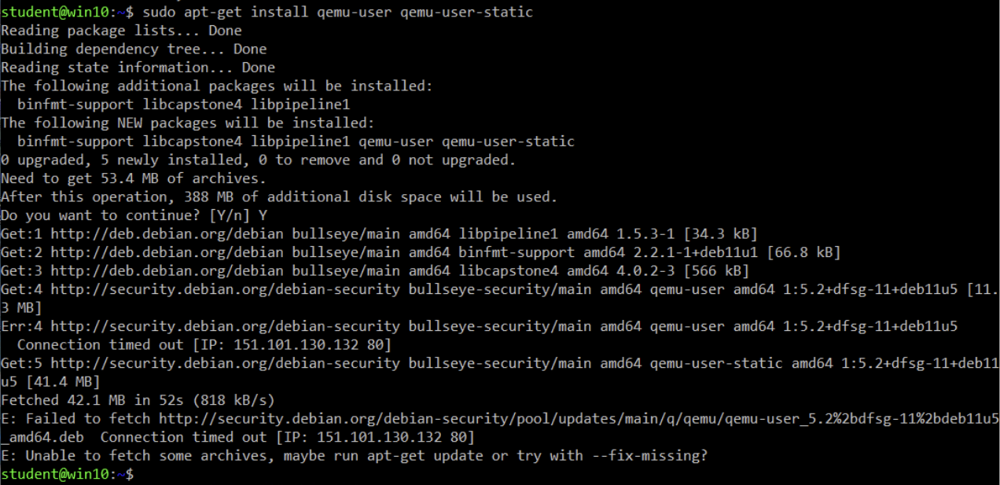 student@win10:~$ sudo apt-get install qemu-user qemu-user-static
Reading package lists... Done
Building dependency tree... Done
Reading state information... Done
The following additional packages will be installed:
  binfmt-support libcapstone4 libpipeline1
The following NEW packages will be installed:
  binfmt-support libcapstone4 libpipeline1 qemu-user qemu-user-static
0 upgraded, 5 newly installed, 0 to remove and 0 not upgraded.
Need to get 53.4 MB of archives.
After this operation, 388 MB of additional disk space will be used.
Do you want to continue? [Y/n] Y
Get:1 http://deb.debian.org/debian bullseye/main amd64 libpipeline1 amd64 1.5.3-1 [34.3 kB]
Get:2 http://deb.debian.org/debian bullseye/main amd64 binfmt-support amd64 2.2.1-1+deb11u1 [66.8 kB]
Get:3 http://deb.debian.org/debian bullseye/main amd64 libcapstone4 amd64 4.0.2-3 [566 kB]
Get:4 http://security.debian.org/debian-security bullseye-security/main amd64 qemu-user amd64 1:5.2+dfsg-11+deb11u5 [11.
3 MB]
Err:4 http://security.debian.org/debian-security bullseye-security/main amd64 qemu-user amd64 1:5.2+dfsg-11+deb11u5
  Connection timed out [IP: 151.101.130.132 80]
Get:5 http://security.debian.org/debian-security bullseye-security/main amd64 qemu-user-static amd64 1:5.2+dfsg-11+deb11
u5 [41.4 MB]
Fetched 42.1 MB in 52s (818 kB/s)
E: Failed to fetch http://security.debian.org/debian-security/pool/updates/main/q/qemu/qemu-user_5.2%2bdfsg-11%2bdeb11u5
_amd64.deb  Connection timed out [IP: 151.101.130.132 80]
E: Unable to fetch some archives, maybe run apt-get update or try with --fix-missing?
student@win10:~$